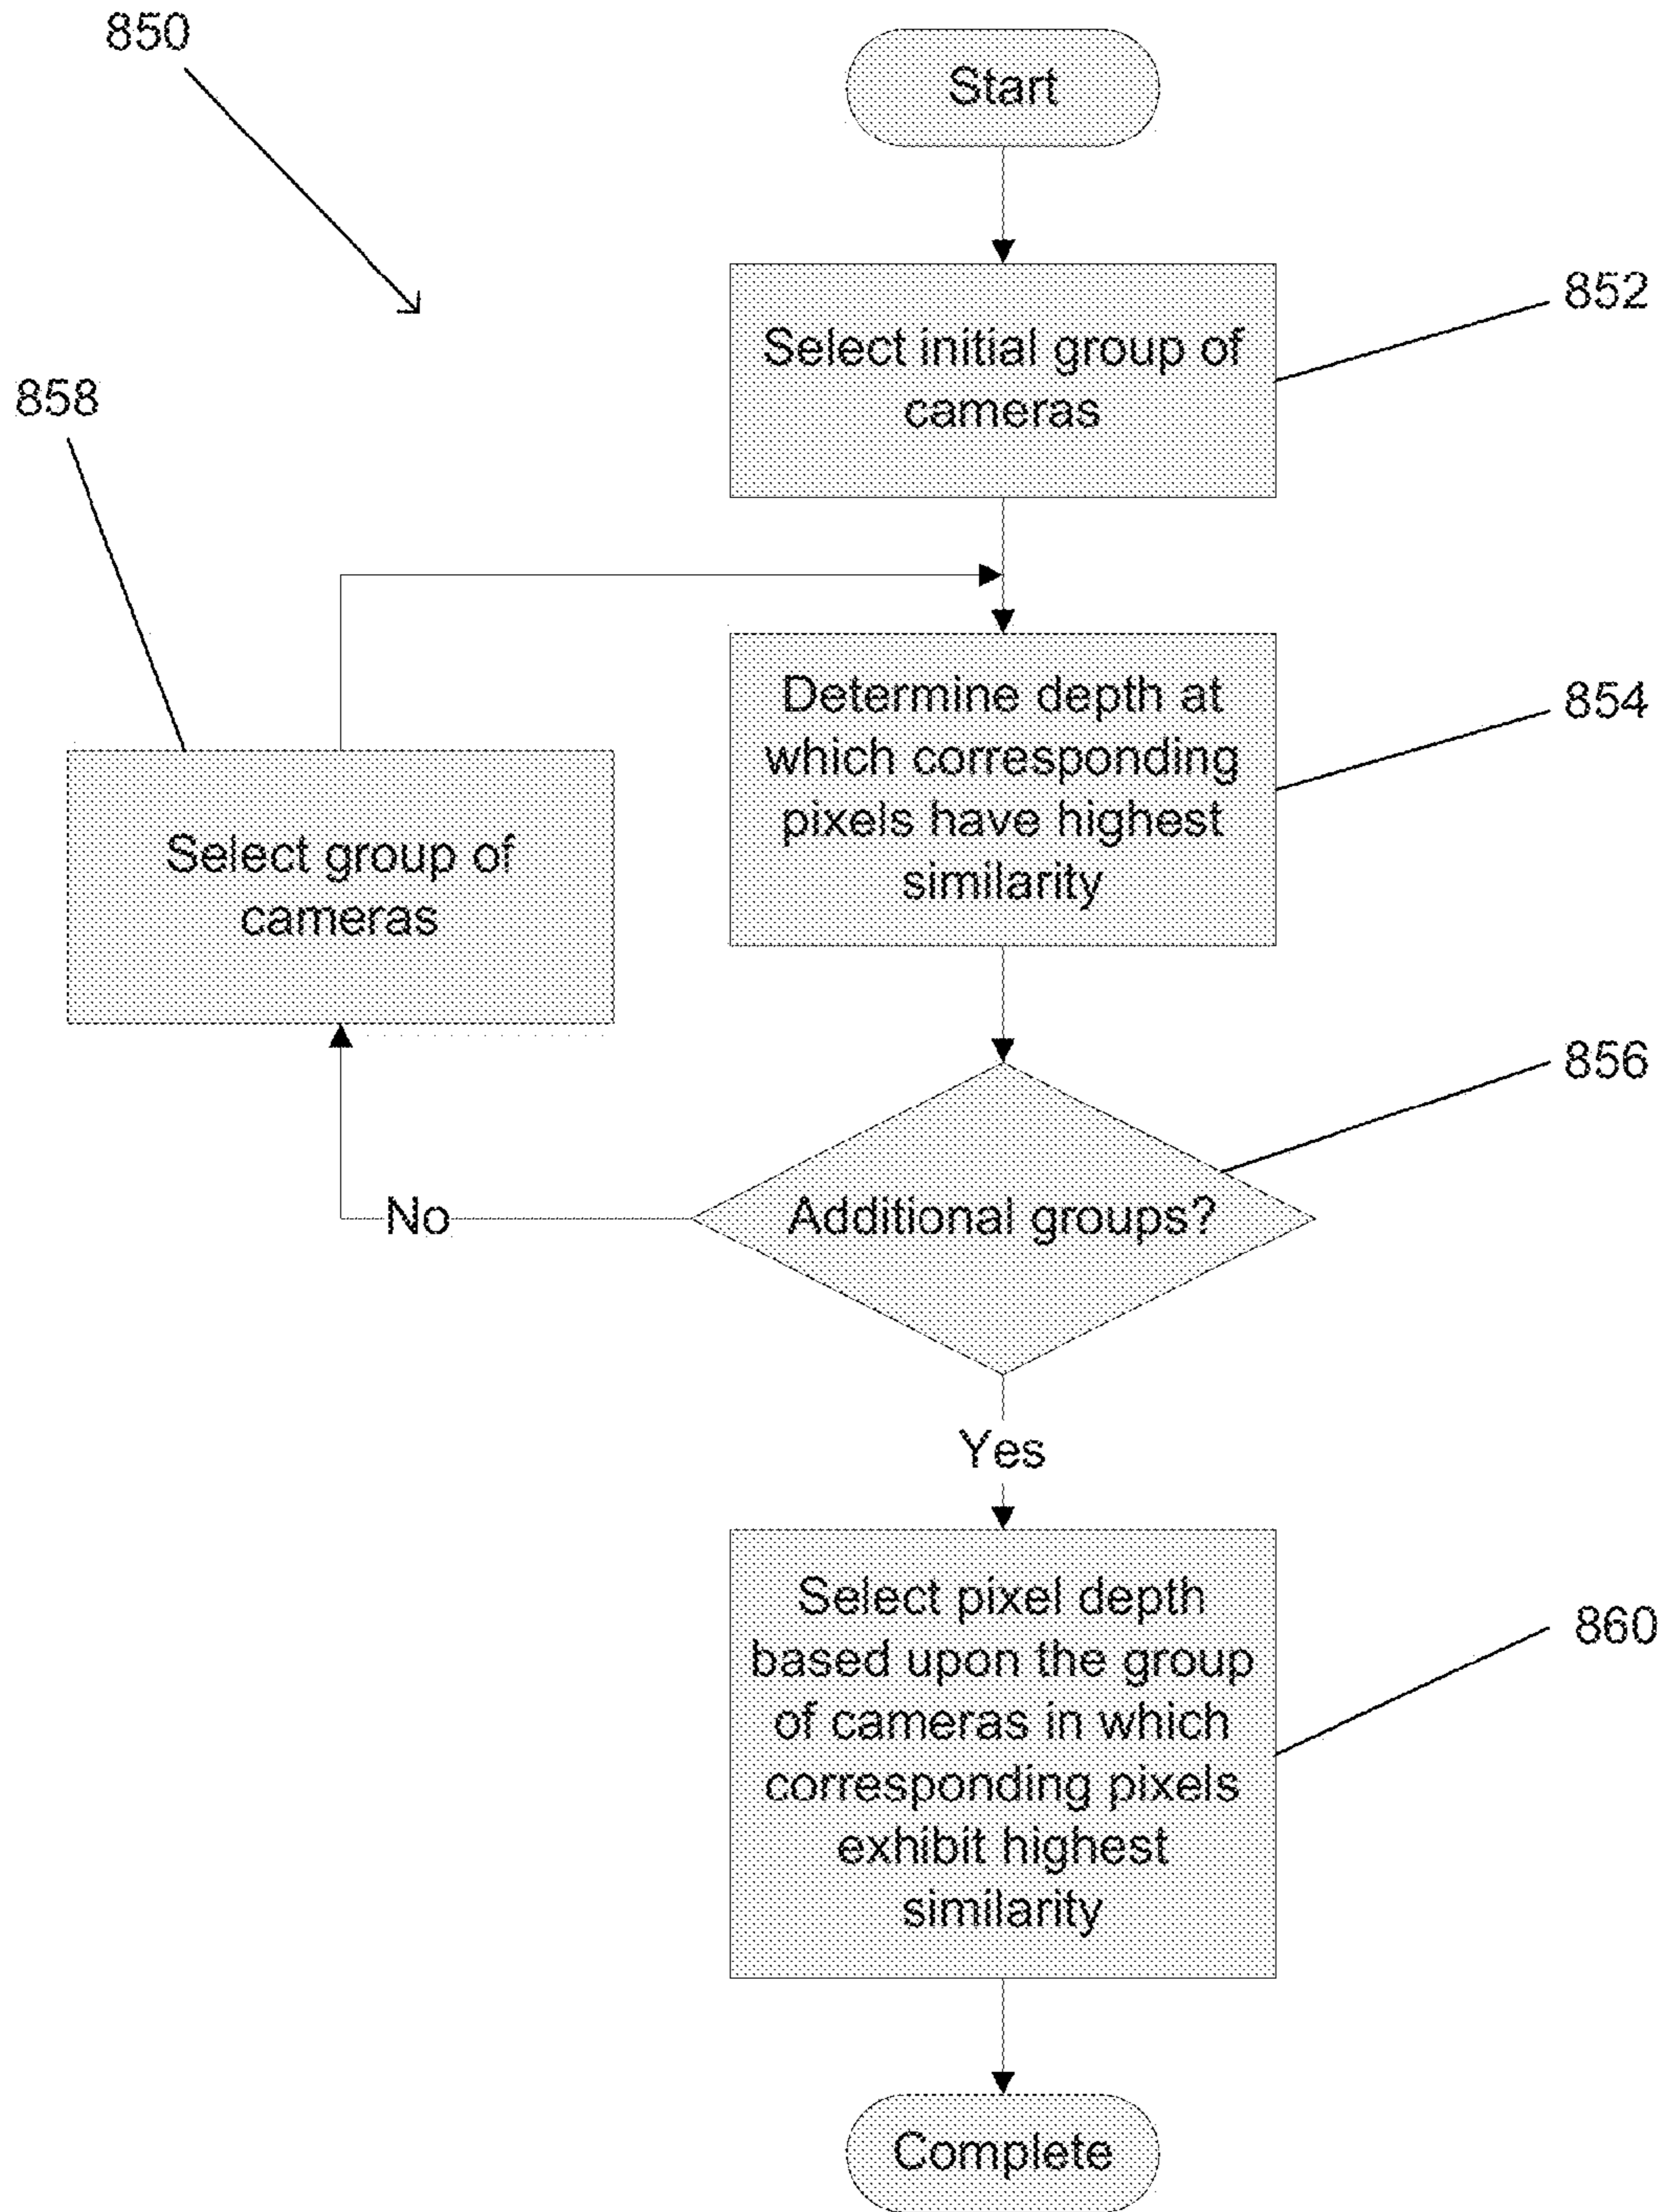 850
Start
852
Select initial group of
cameras
858
854
Determine depth at
which corresponding
pixels have highest
similarity
Select group of
cameras
856
Additional groups?
No
Yes
860
Select pixel depth
based upon the group
of cameras in which
corresponding pixels
exhibit highest
similarity
Complete